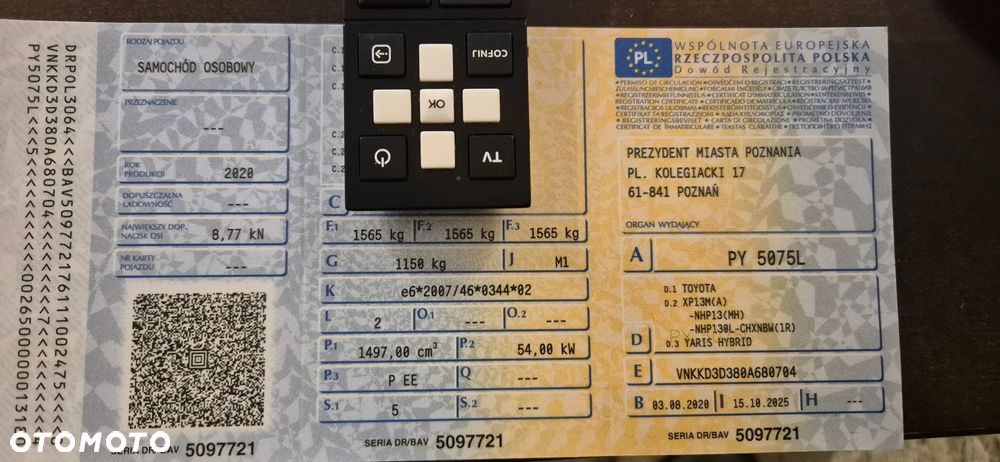 DRPOL3064<<BAV5097721761110024 75<<
VNKKD3D380A680704<<<<<<<<<<<<
PY5075L<<<5<<<<<<<<<002650000001318
RODZAJ POJAZDU
SAMOCHÓD OSOBOWY
PRZEZNACZENIE
---
ROK
PRODUKCJI
2020
DOPUSZCZALNA
ŁADOWNOŚĆ
---
NAJWIĘKSZY DOP.
NACISK OSI
8,77 kN
NR KARTY
POJAZDU
---
SERIA DR/BAV 5097721
COFNIJ
OK
TV
C
F.1 1565 kg F.2 1565 kg F.3 1565 kg
G 1150 kg J M1
K e6*2007/46*0344*02
L 2 O.1 --- O.2 ---
P.1 1497,00 cm³ P.2 54,00 kW
P.3 P EE Q ---
S.1 5 S.2 ---
SERIA DR/BAV 5097721
PL
WSPÓLNOTA EUROPEJSKA
RZECZPOSPOLITA POLSKA
Dowód Rejestracyjny
PREZYDENT MIASTA POZNANIA
PL. KOLEGIACKI 17
61-841 POZNAŃ
ORGAN WYDAJĄCY
A PY 5075L
D
D.1 TOYOTA
D.2 XP13M(A)
-NHP13(MH)
-NHP130L-CHXNBW(1R)
D.3 YARIS HYBRID
E VNKKD3D380A680704
B 03.08.2020 I 15.10.2025 H ---
SERIA DR/BAV 5097721
OTOMOTO